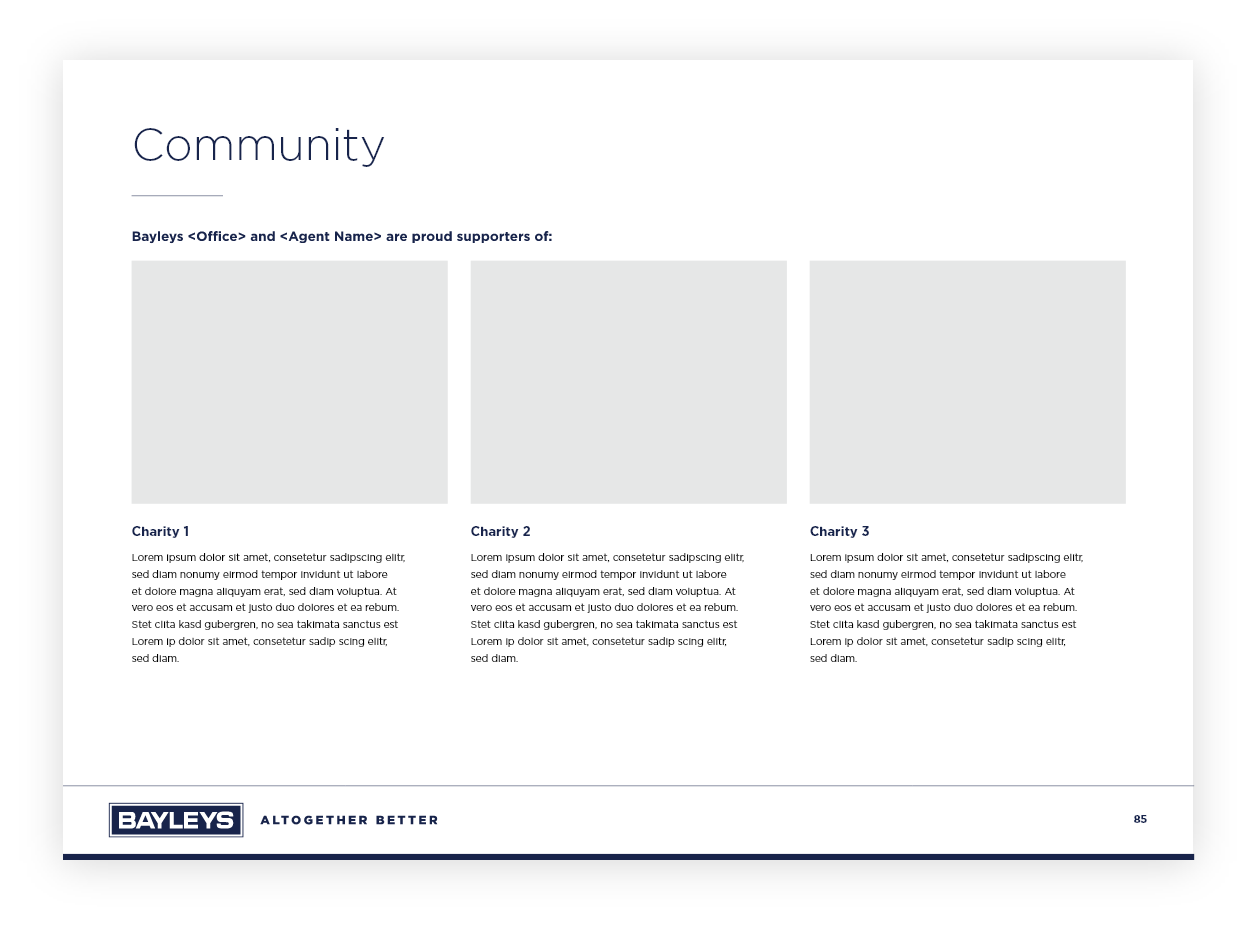 Community
Bayleys <Office> and <Agent Name> are proud supporters of:
Charity 1
Lorem ipsum dolor sit amet, consetetur sadipscing elitr,
sed diam nonumy eirmod tempor invidunt ut labore
et dolore magna aliquyam erat, sed diam voluptua. At
vero eos et accusam et justo duo dolores et ea rebum.
Stet clita kasd gubergren, no sea takimata sanctus est
Lorem ip dolor sit amet, consetetur sadip scing elitr,
sed diam.
Charity 2
Lorem ipsum dolor sit amet, consetetur sadipscing elitr,
sed diam nonumy eirmod tempor invidunt ut labore
et dolore magna aliquyam erat, sed diam voluptua. At
vero eos et accusam et justo duo dolores et ea rebum.
Stet clita kasd gubergren, no sea takimata sanctus est
Lorem ip dolor sit amet, consetetur sadip scing elitr,
sed diam.
Charity 3
Lorem ipsum dolor sit amet, consetetur sadipscing elitr,
sed diam nonumy eirmod tempor invidunt ut labore
et dolore magna aliquyam erat, sed diam voluptua. At
vero eos et accusam et justo duo dolores et ea rebum.
Stet clita kasd gubergren, no sea takimata sanctus est
Lorem ip dolor sit amet, consetetur sadip scing elitr,
sed diam.
BAYLEYS ALTOGETHER BETTER
85